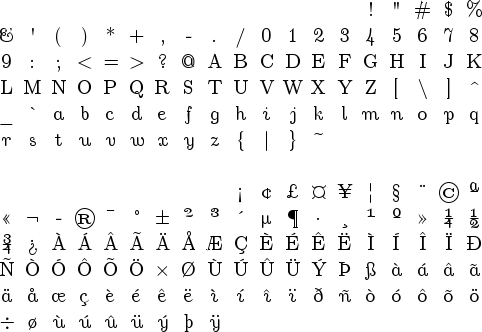 ! " # $ %
& ' ( ) * + , - . / 0 1 2 3 4 5 6 7 8
9 : ; < = > ? @ A B C D E F G H I J K
L M N O P Q R S T U V W X Y Z [ \ ] ^
_ ` a b c d e f g h i j k l m n o p q
r s t u v w x y z { | } ~
¡ ¢ £ ¤ ¥ ¦ § ¨ © ª
« ¬ - ® ¯ ° ± ² ³ ´ µ ¶ · ¸ ¹ º » ¼ ½
¾ ¿ À Á Â Ã Ä Å Æ Ç È É Ê Ë Ì Í Î Ï Ð
Ñ Ò Ó Ô Õ Ö × Ø Ù Ú Û Ü Ý Þ ß à á â ã
ä å æ ç è é ê ë ì í î ï ð ñ ò ó ô õ ö
÷ ø ù ú û ü ý þ ÿ